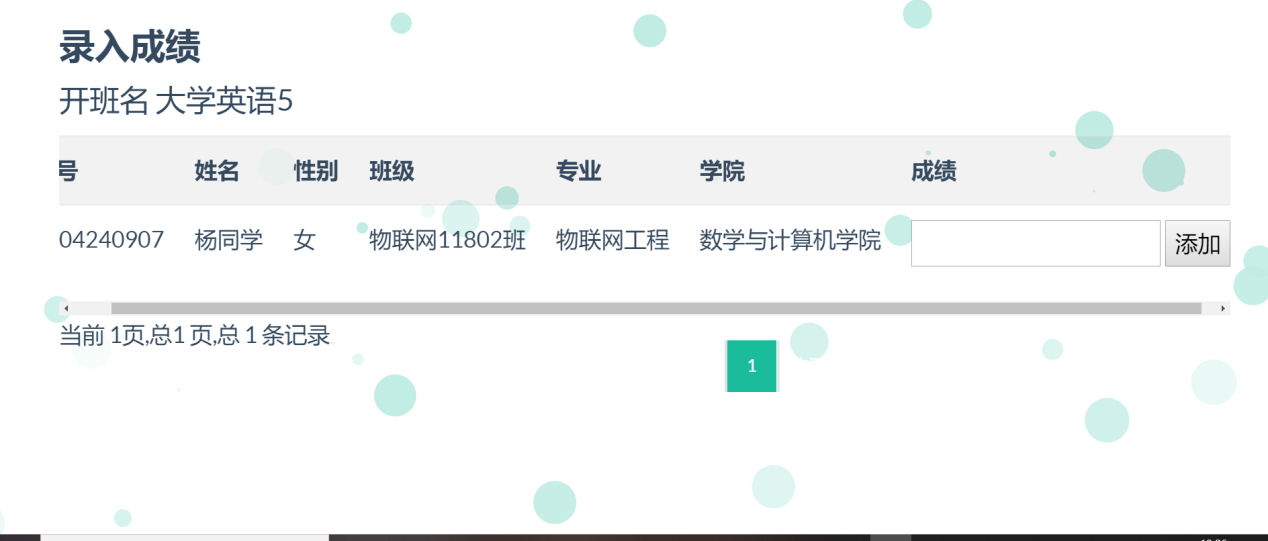 录入成绩
开班名 大学英语5
号 姓名 性别 班级 专业 学院 成绩
04240907 杨同学 女 物联网11802班 物联网工程 数学与计算机学院 添加
当前 1页,总1 页,总 1 条记录
1